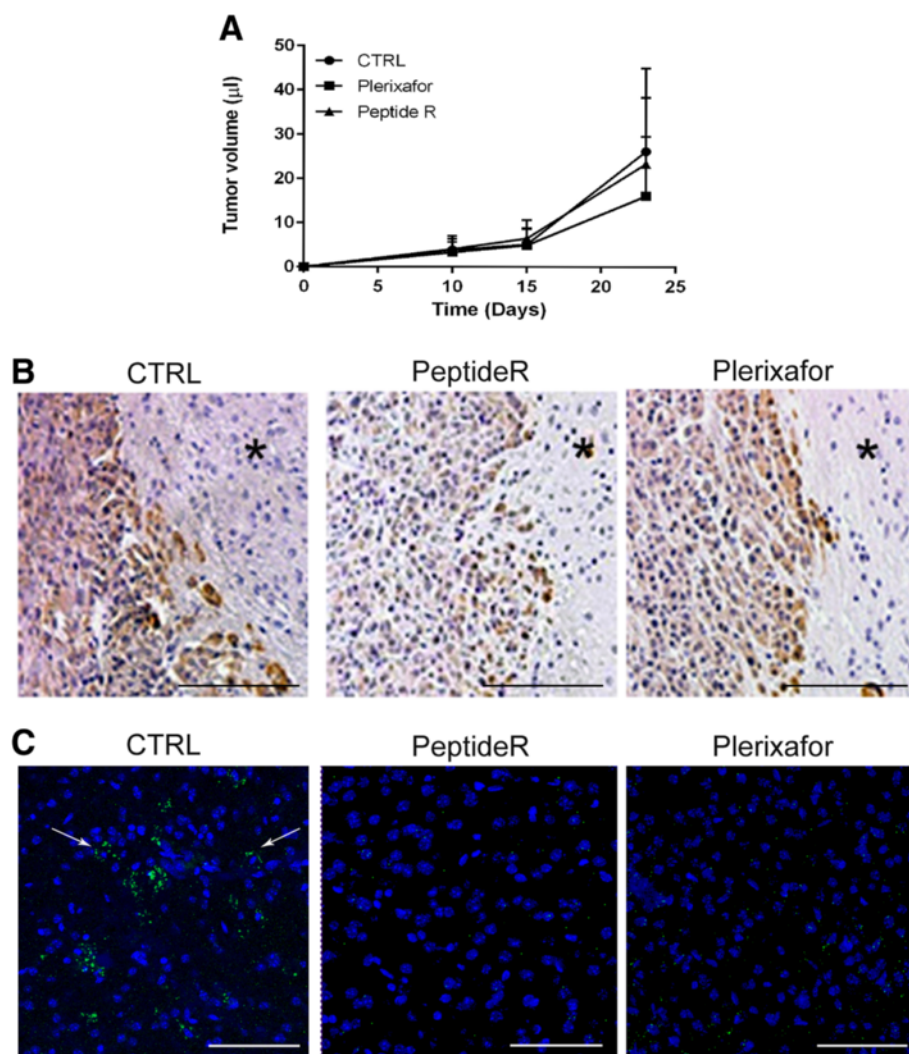 A
Tumor volume (µl)
50
40
30
20
10
0
CTRL
Plerixafor
Peptide R
0 5 10 15 20 25
Time (Days)
B
CTRL PeptideR Plerixafor
* * *
C
CTRL PeptideR Plerixafor